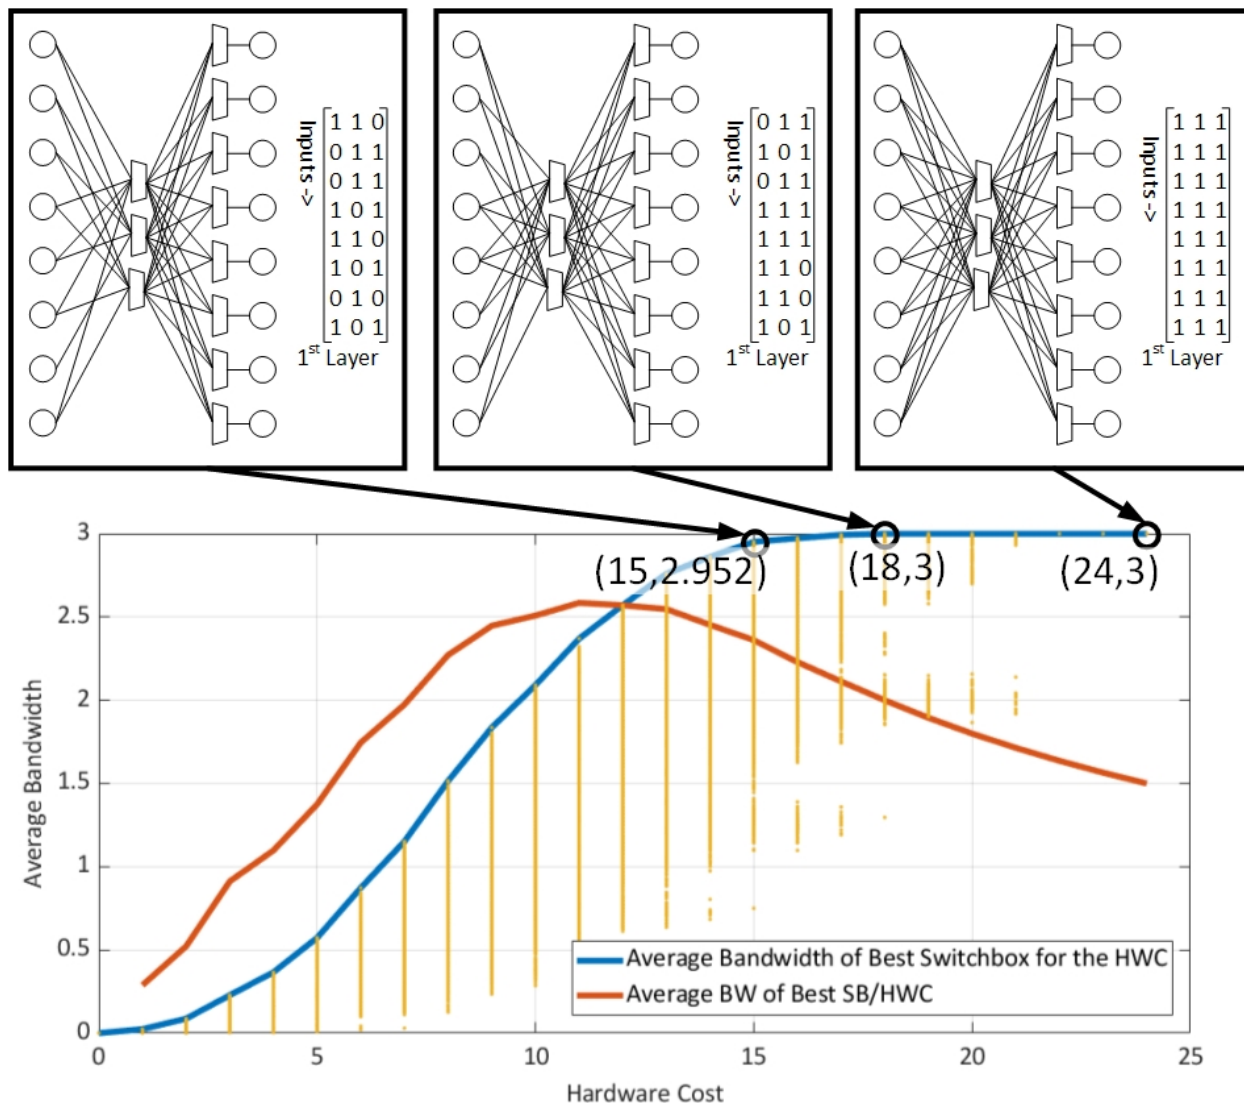 Inputs ->
1 1 0
0 1 1
0 1 1
1 0 1
1 1 0
1 0 1
0 1 0
1 0 1
1st Layer
Inputs ->
0 1 1
1 0 1
0 1 1
1 1 1
1 1 1
1 1 0
1 1 0
1 0 1
1st Layer
Inputs ->
1 1 1
1 1 1
1 1 1
1 1 1
1 1 1
1 1 1
1 1 1
1 1 1
1st Layer
(15,2.952)
(18,3)
(24,3)
3
2.5
2
1.5
1
0.5
0
Average Bandwidth
Average Bandwidth of Best Switchbox for the HWC
Average BW of Best SB/HWC
0
5
10
15
20
25
Hardware Cost